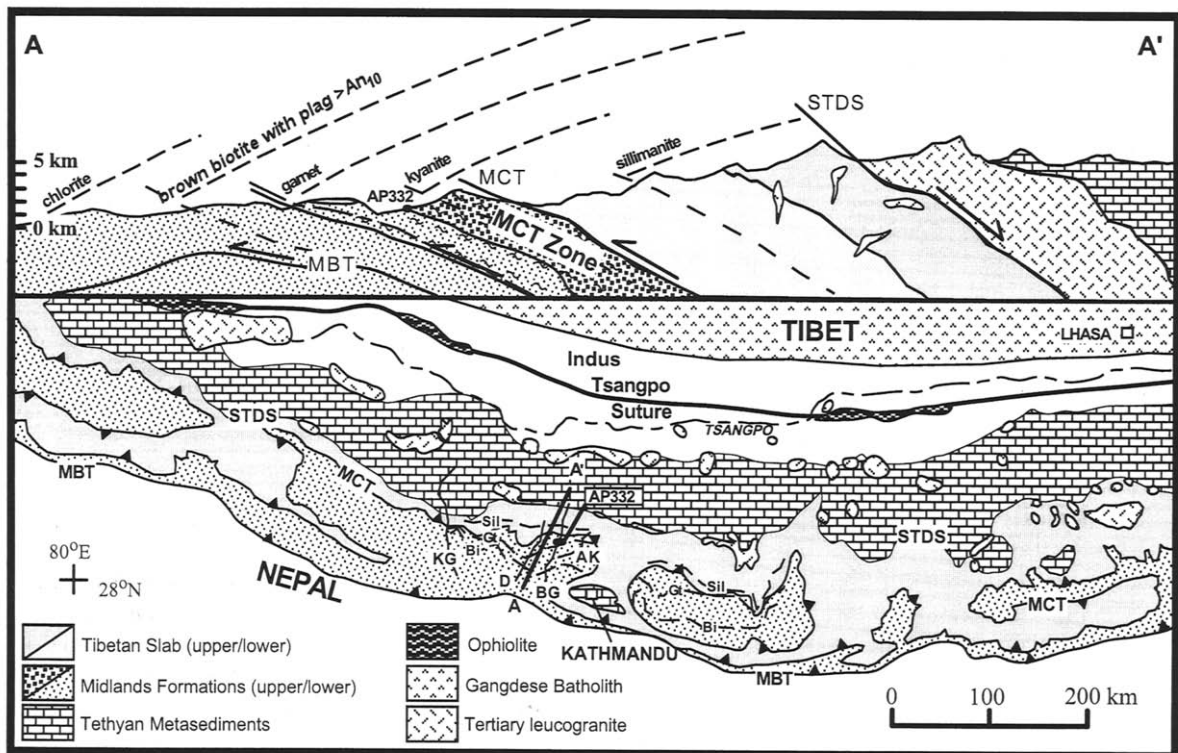 A
A'
brown biotite with plag >An10
STDS
5 km
chlorite
garnet
kyanite
sillimanite
AP332
MCT
0 km
MCT Zone
MBT
TIBET
LHASA
Indus
Tsangpo
Suture
STDS
TSANGPO
MBT
MCT
A'
AP332
Sil
Gt
Bi
STDS
KG
AK
80°E
28°N
NEPAL
D
BG
A
Gt
Sil
Bi
MCT
KATHMANDU
MBT
Tibetan Slab (upper/lower)
Midlands Formations (upper/lower)
Tethyan Metasediments
Ophiolite
Gangdese Batholith
Tertiary leucogranite
0 100 200 km